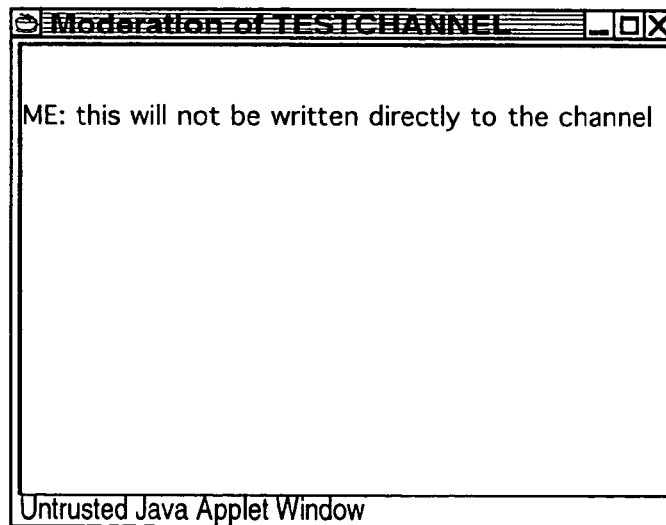 Moderation of TESTCHANNEL
ME: this will not be written directly to the channel
Untrusted Java Applet Window